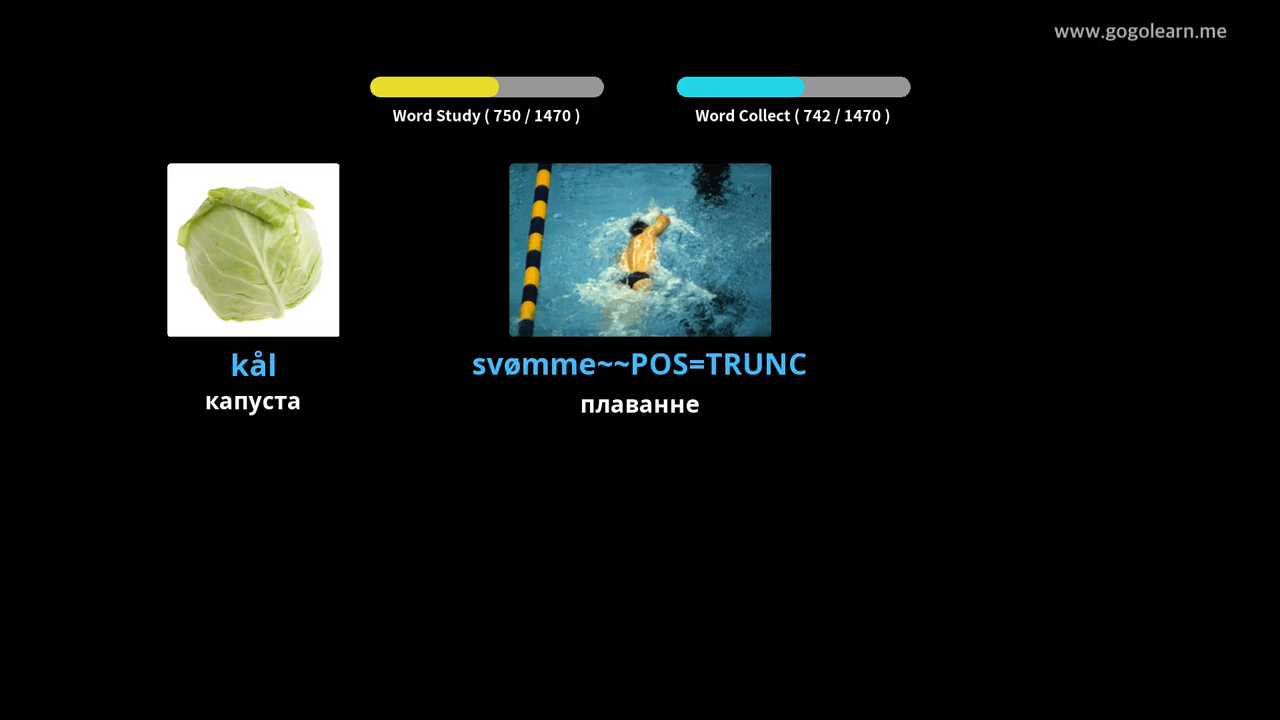 www.gogolearn.me
Word Study ( 750 / 1470 )
Word Collect ( 742 / 1470 )
kål
капуста
svømme~~POS=TRUNC
плаванне